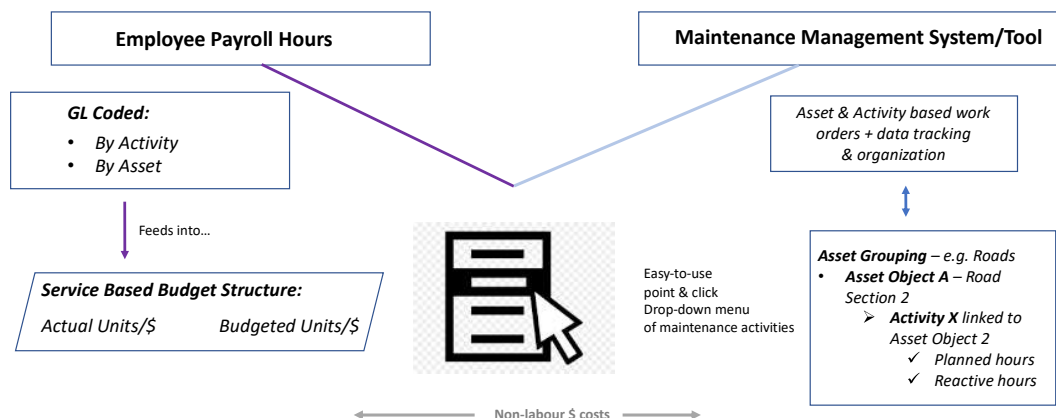 Employee Payroll Hours
Maintenance Management System/Tool
GL Coded:
• By Activity
• By Asset
Asset & Activity based work
orders + data tracking
& organization
Feeds into…
Service Based Budget Structure:
Actual Units/$ Budgeted Units/$
Easy-to-use
point & click
Drop-down menu
of maintenance activities
Asset Grouping – e.g. Roads
• Asset Object A – Road
Section 2
➢ Activity X linked to
Asset Object 2
✓ Planned hours
✓ Reactive hours
Non-labour $ costs